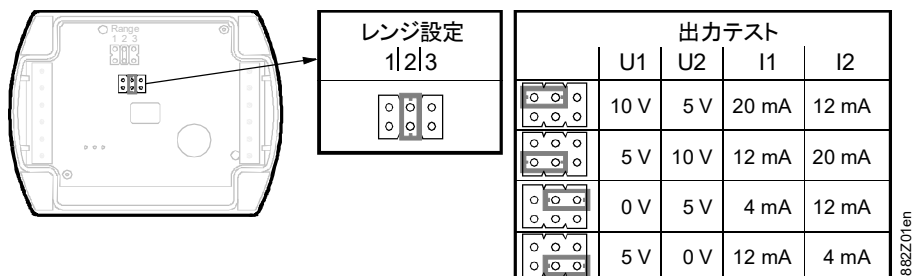 Range
1 2 3
レンジ設定
1|2|3
出力テスト
U1 U2 I1 I2
10 V 5 V 20 mA 12 mA
5 V 10 V 12 mA 20 mA
0 V 5 V 4 mA 12 mA
5 V 0 V 12 mA 4 mA
882Z01en